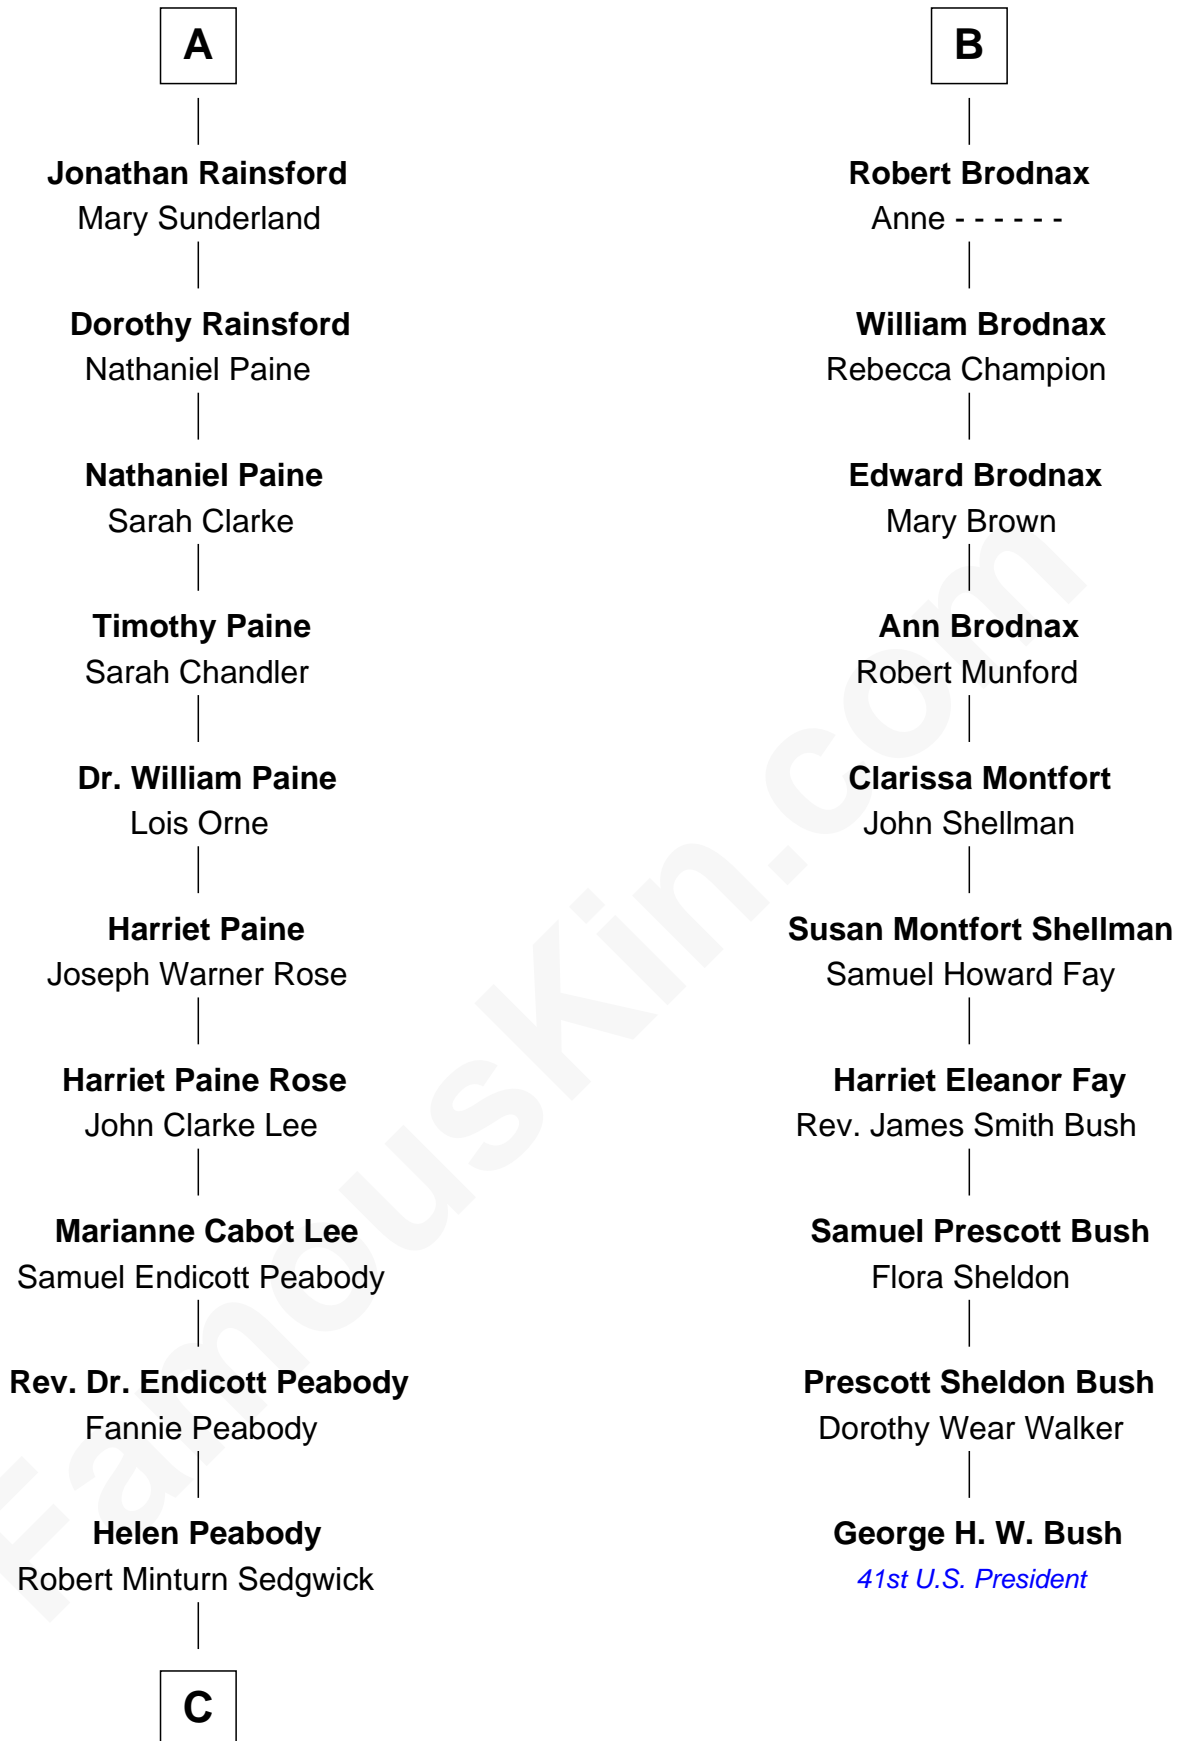 A
Jonathan Rainsford
Mary Sunderland
Dorothy Rainsford
Nathaniel Paine
Nathaniel Paine
Sarah Clarke
Timothy Paine
Sarah Chandler
Dr. William Paine
Lois Orne
Harriet Paine
Joseph Warner Rose
Harriet Paine Rose
John Clarke Lee
Marianne Cabot Lee
Samuel Endicott Peabody
Rev. Dr. Endicott Peabody
Fannie Peabody
Helen Peabody
Robert Minturn Sedgwick
C
B
Robert Brodnax
Anne - - - - - -
William Brodnax
Rebecca Champion
Edward Brodnax
Mary Brown
Ann Brodnax
Robert Munford
Clarissa Montfort
John Shellman
Susan Montfort Shellman
Samuel Howard Fay
Harriet Eleanor Fay
Rev. James Smith Bush
Samuel Prescott Bush
Flora Sheldon
Prescott Sheldon Bush
Dorothy Wear Walker
George H. W. Bush
41st U.S. President
FamousKin.com